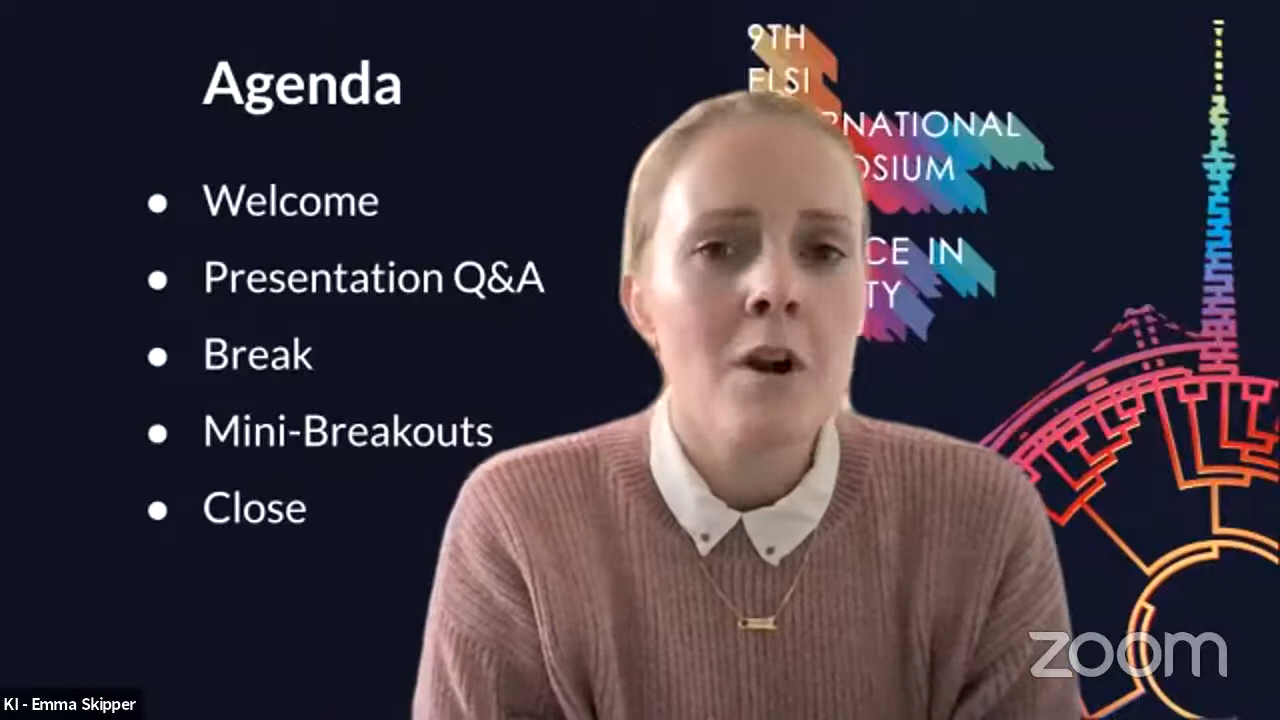 Agenda
Welcome
Presentation Q&A
Break
Mini-Breakouts
Close
9TH
ELSI
RNATIONAL
OSIUM
CE IN
TY
zoom
KI - Emma Skipper